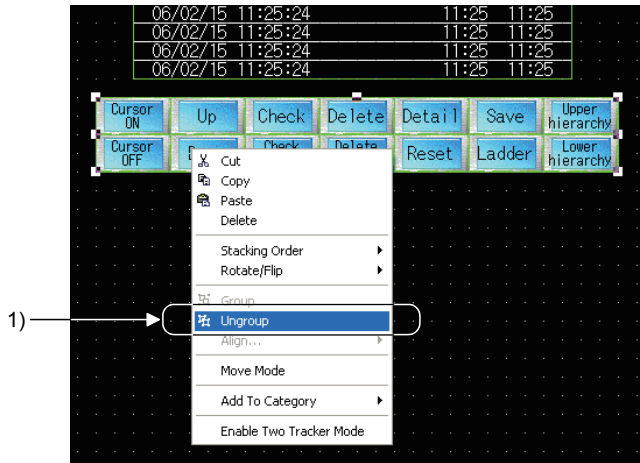 06/02/15 11:25:24 11:25 11:25
06/02/15 11:25:24 11:25 11:25
06/02/15 11:25:24 11:25 11:25
06/02/15 11:25:24 11:25 11:25
Cursor ON Up Check Delete Detail Save Upper hierarchy
Cursor OFF Check Delete Reset Ladder Lower hierarchy
Cut
Copy
Paste
Delete
Stacking Order
Rotate/Flip
Group
1) Ungroup
Align...
Move Mode
Add To Category
Enable Two Tracker Mode